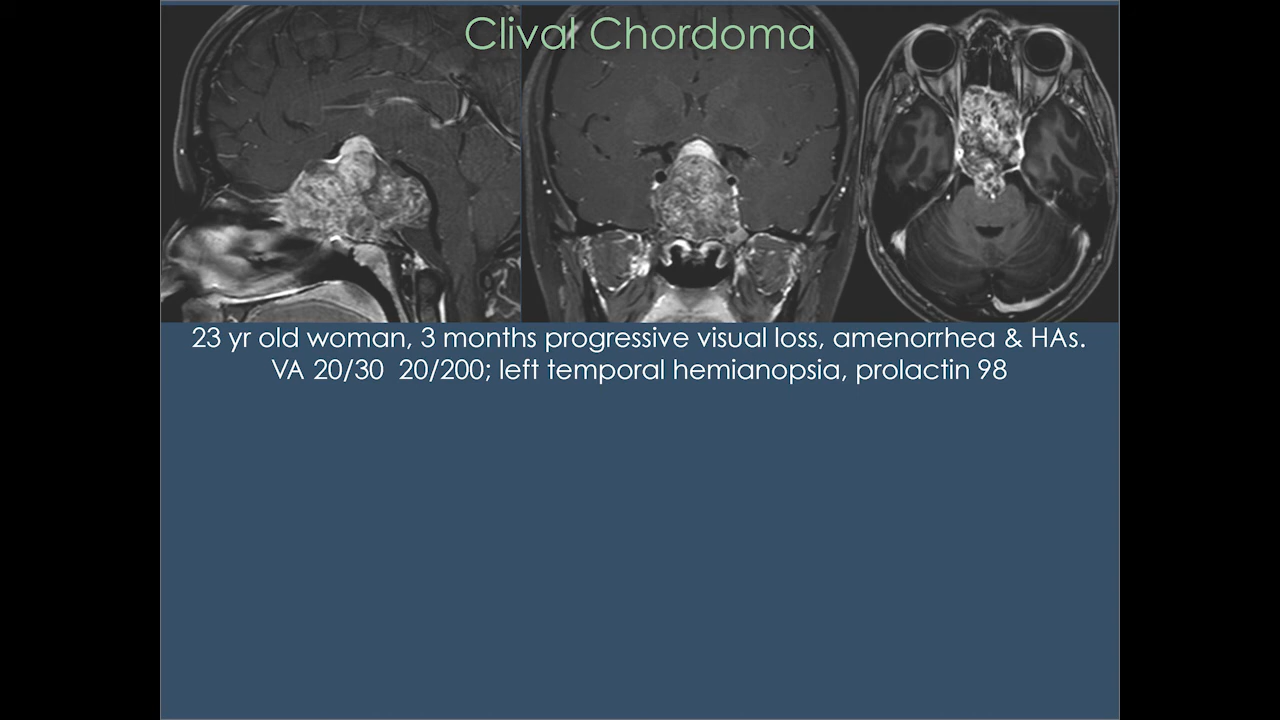 Clival Chordoma
23 yr old woman, 3 months progressive visual loss, amenorrhea & HAs.
VA 20/30  20/200; left temporal hemianopsia, prolactin 98